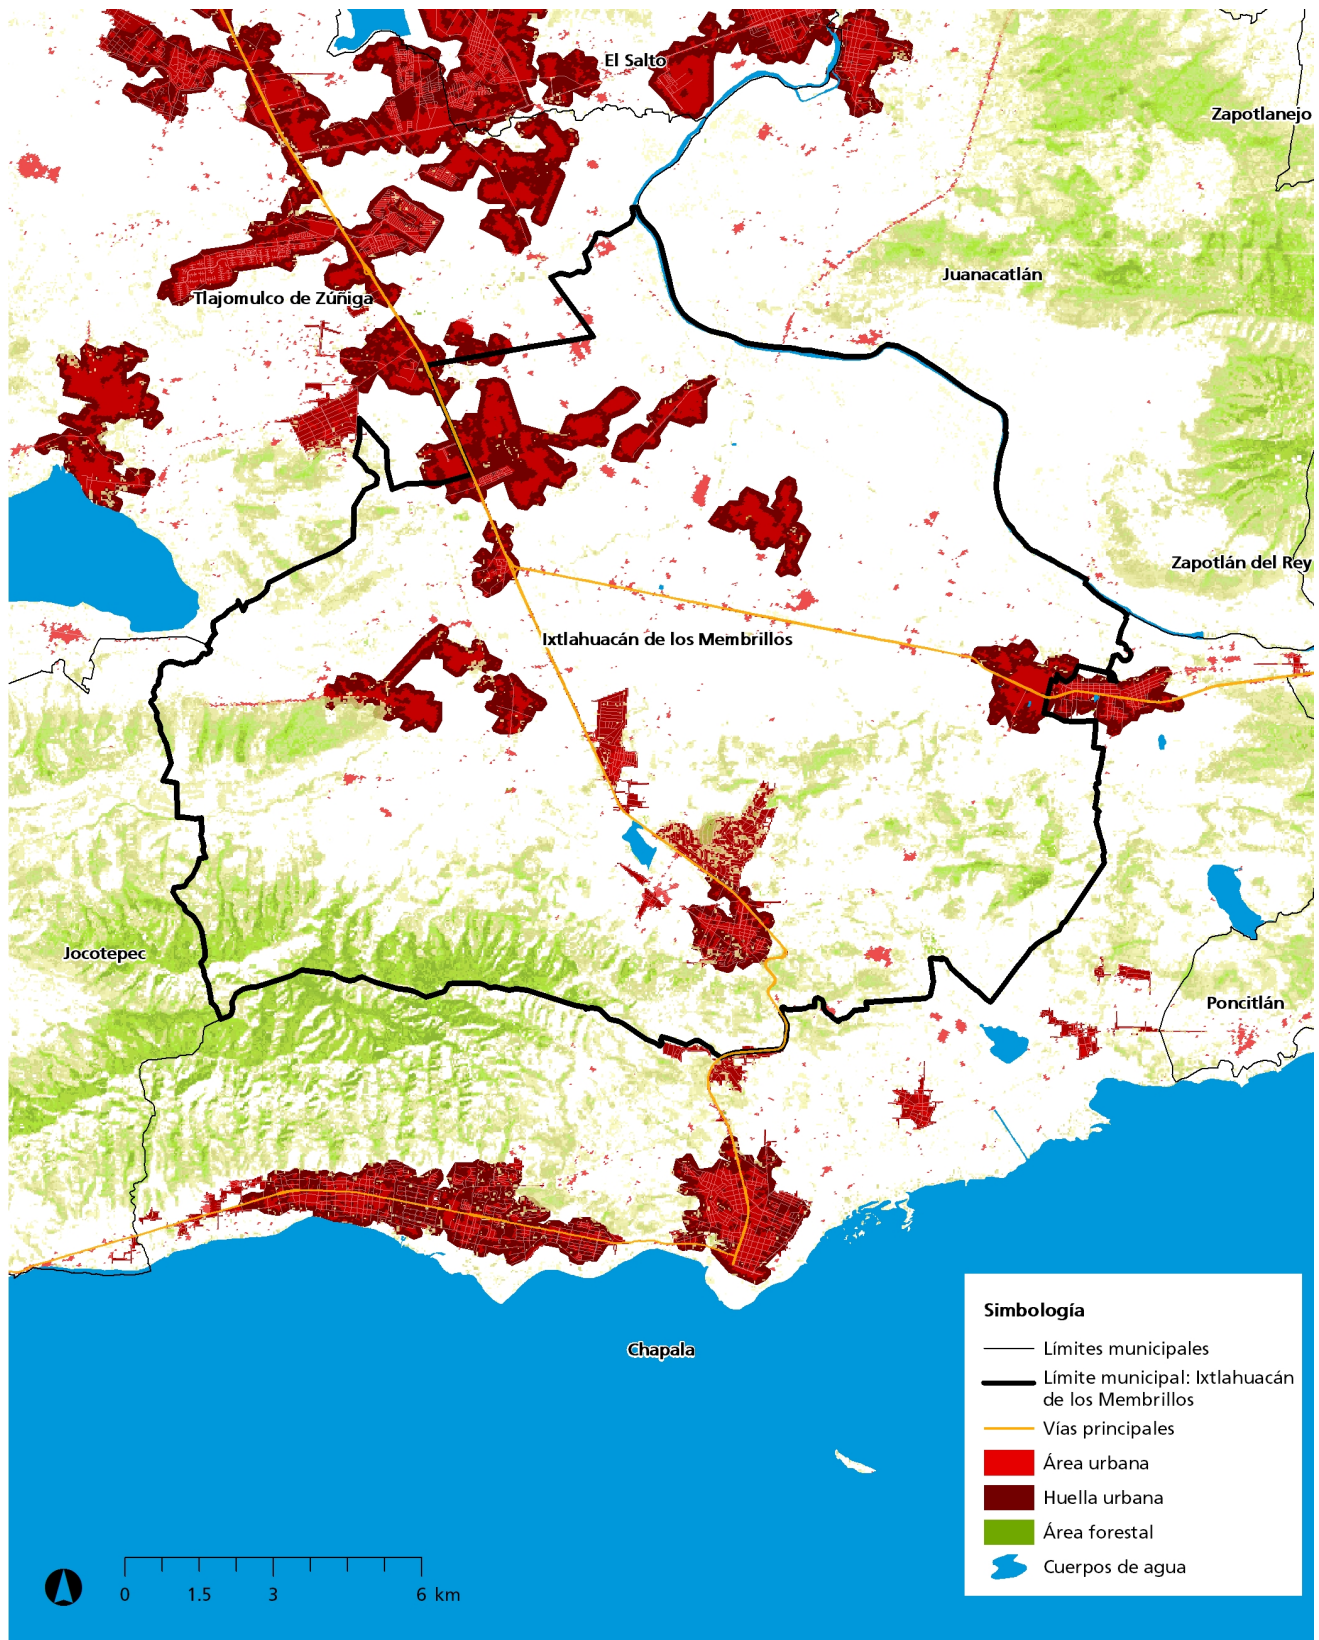 El Salto
Zapotlanejo
Juanacatlán
Tlajomulco de Zúñiga
Zapotlán del Rey
Ixtlahuacán de los Membrillos
Jocotepec
Poncitlán
Chapala
Simbología
Límites municipales
Límite municipal: Ixtlahuacán
de los Membrillos
Vías principales
Área urbana
Huella urbana
Área forestal
Cuerpos de agua
0 1.5 3 6 km